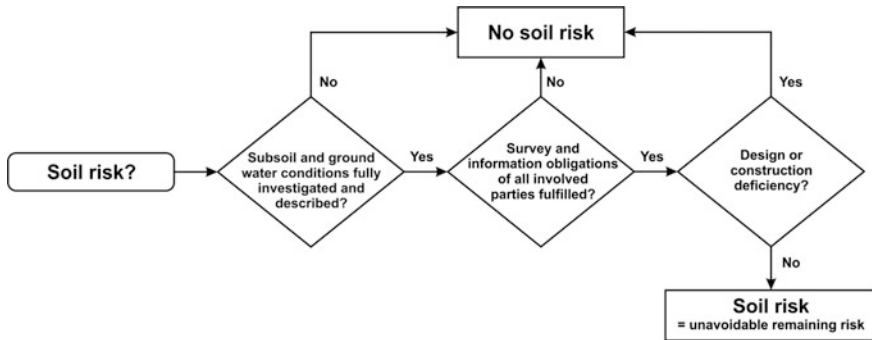 No soil risk
No
No
Yes
Soil risk?
Subsoil and ground
water conditions fully
investigated and
described?
Yes
Survey and
information obligations
of all involved
parties fulfilled?
Yes
Design or
construction
deficiency?
No
Soil risk
= unavoidable remaining risk